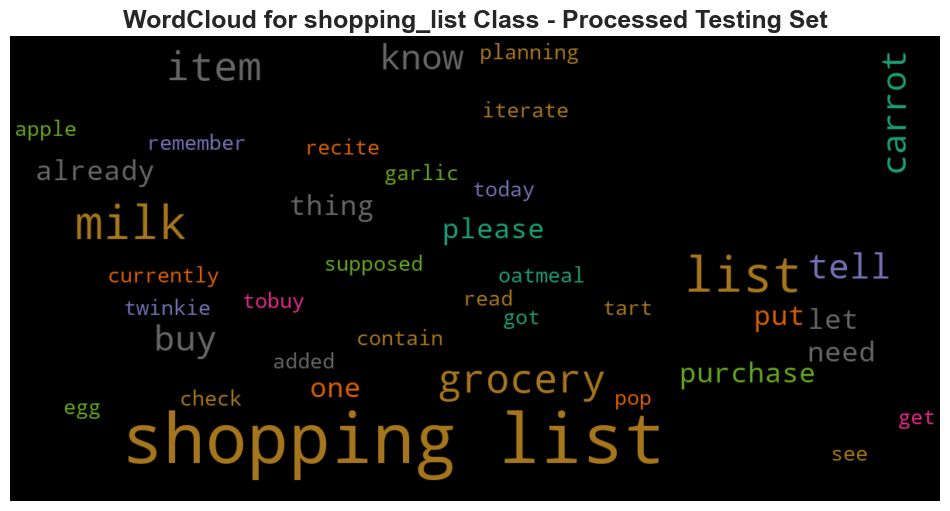 WordCloud for shopping_list Class - Processed Testing Set
item
know
planning
carrot
iterate
apple
remember
recite
already
garlic
today
thing
milk
please
supposed
list
tell
currently
oatmeal
twinkie
tobuy
read
got
tart
put
let
buy
contain
need
added
one
grocery
purchase
egg
check
pop
get
shopping list
see